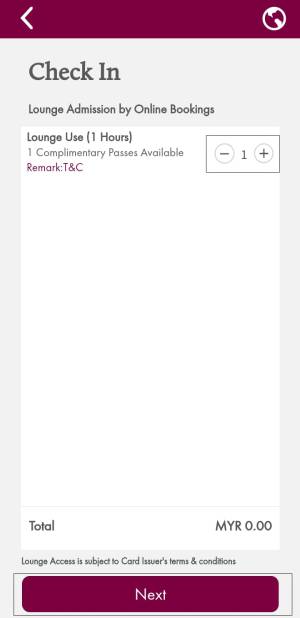 Check In
Lounge Admission by Online Bookings
Lounge Use (1 Hours)
1 Complimentary Passes Available
Remark:T&C
1
Total MYR 0.00
Lounge Access is subject to Card Issuer's terms & conditions
Next